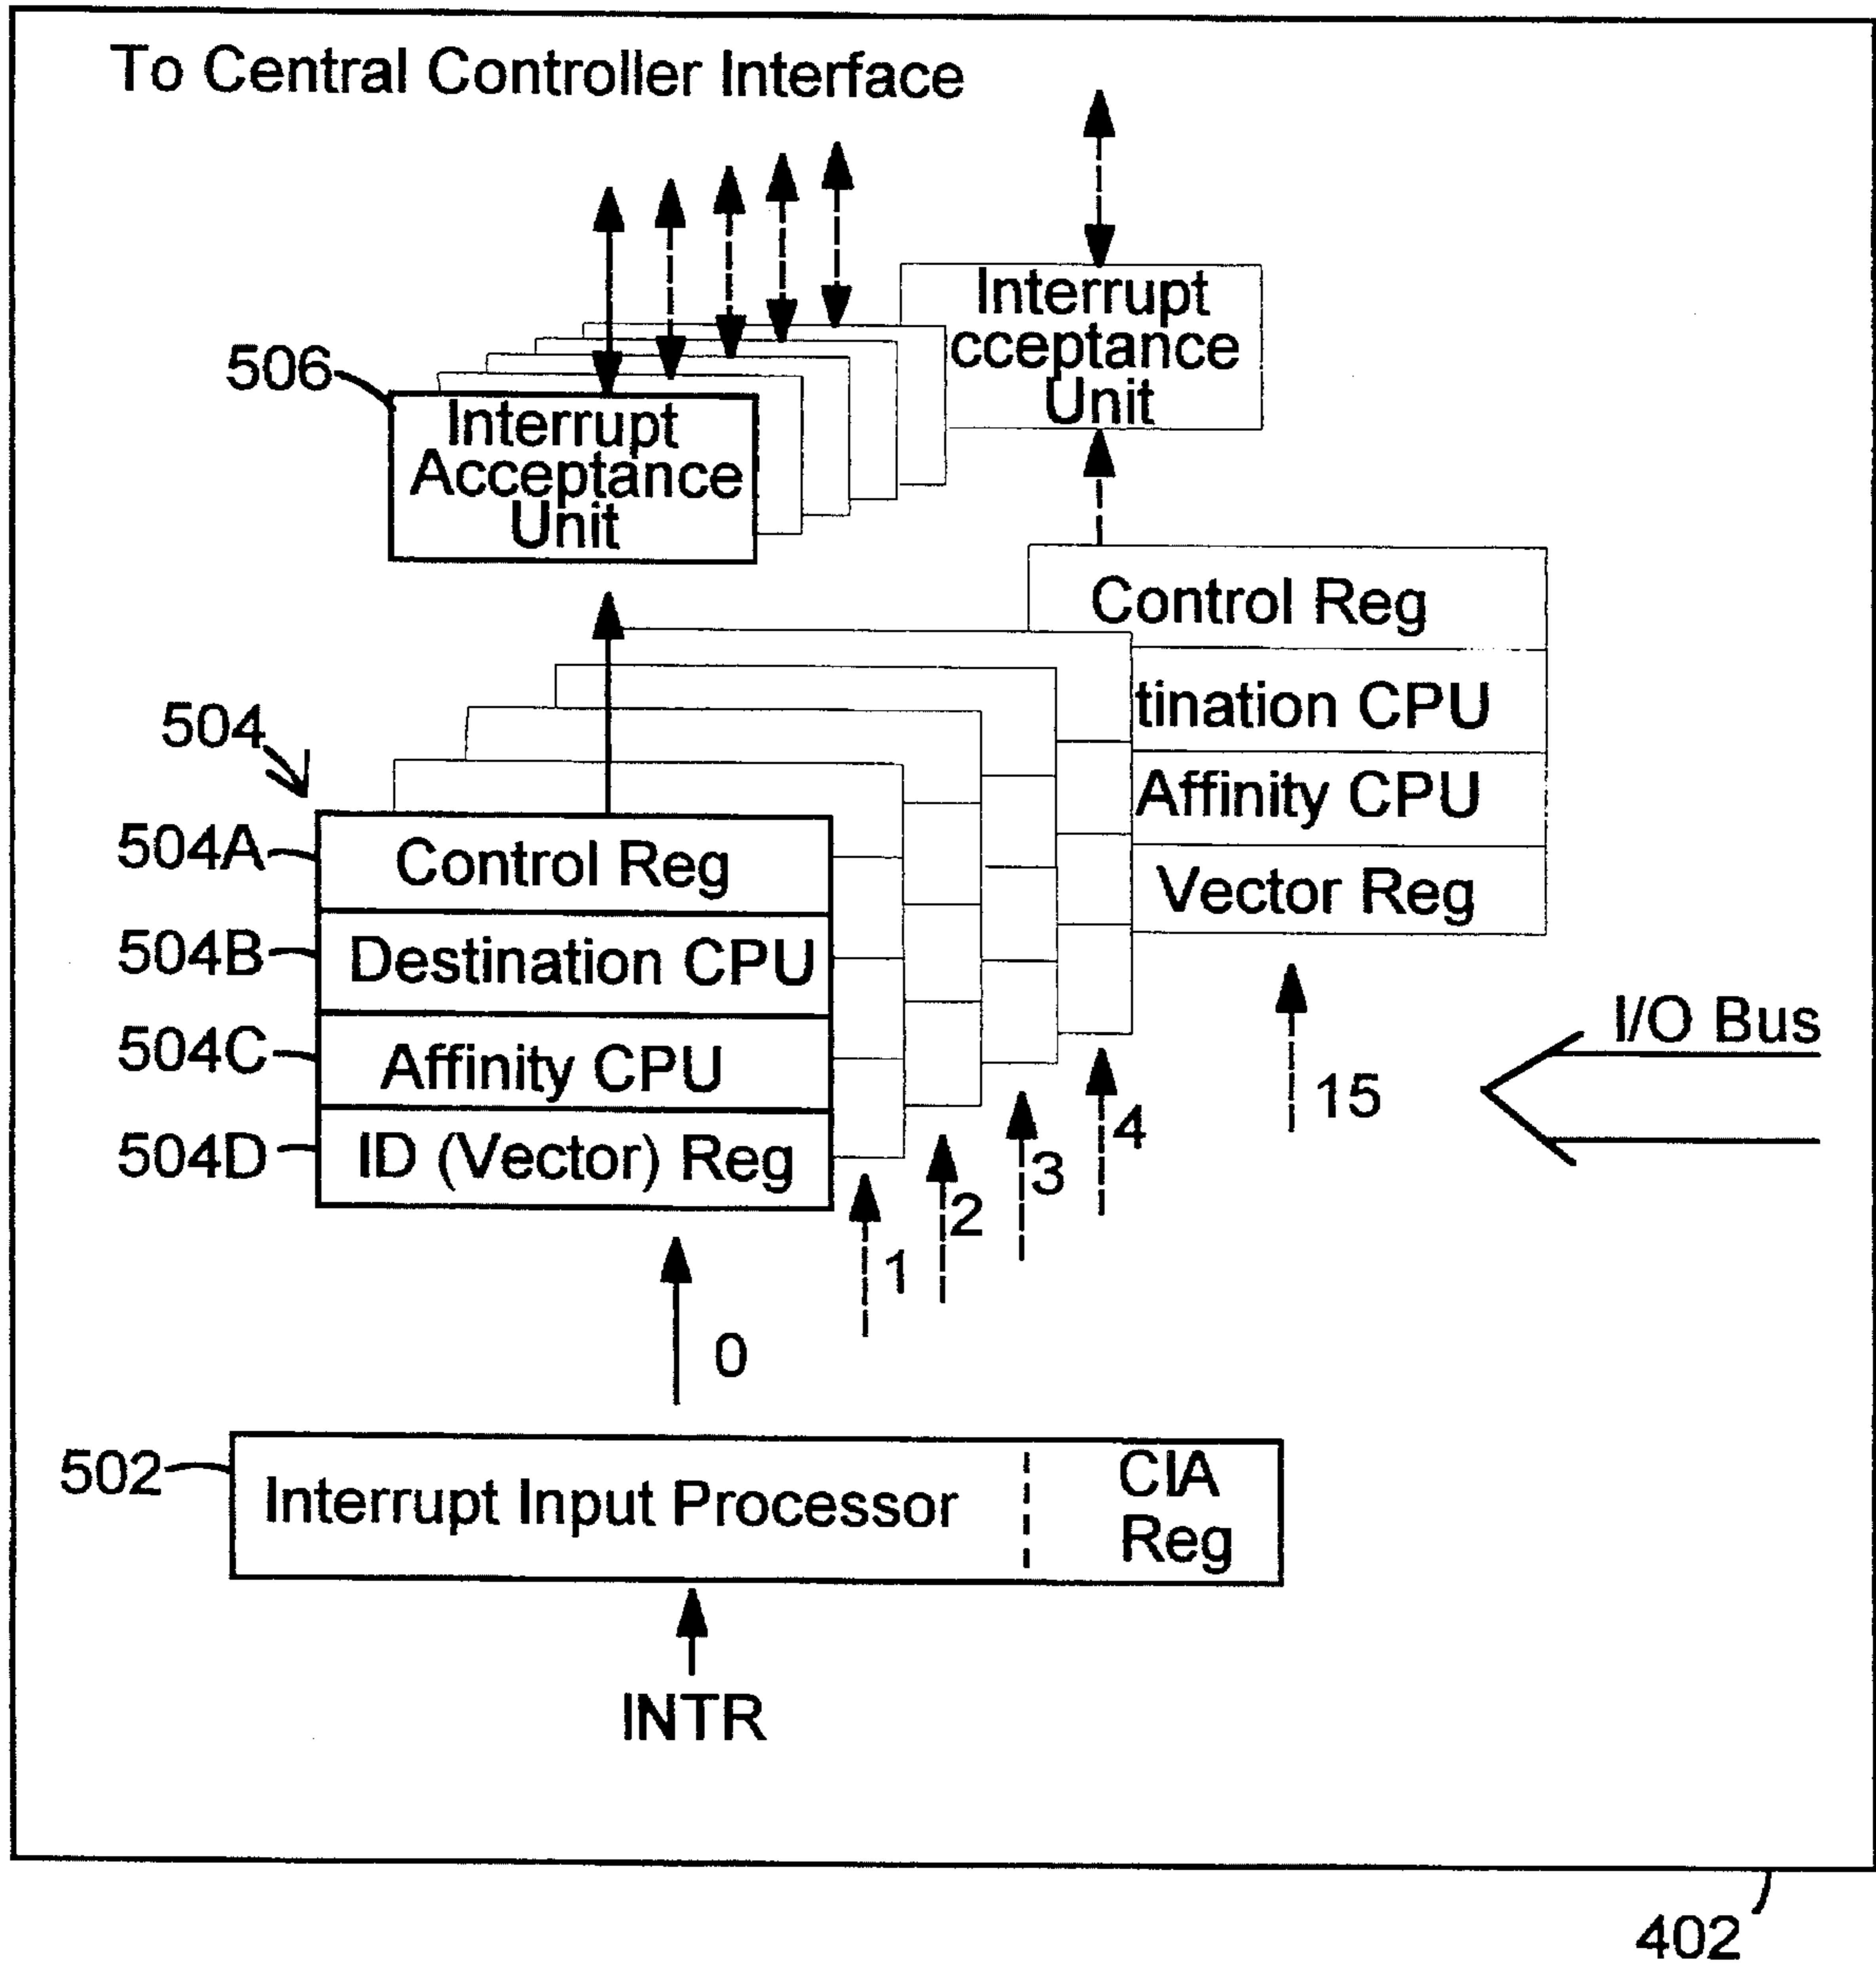 To Central Controller Interface
Interrupt
cceptance
Unit
506
Interrupt
Acceptance
Unit
Control Reg
tination CPU
Affinity CPU
Vector Reg
504
504A
Control Reg
504B
Destination CPU
504C
Affinity CPU
504D
ID (Vector) Reg
I/O Bus
15
4
3
2
1
0
502
Interrupt Input Processor
CIA
Reg
INTR
402